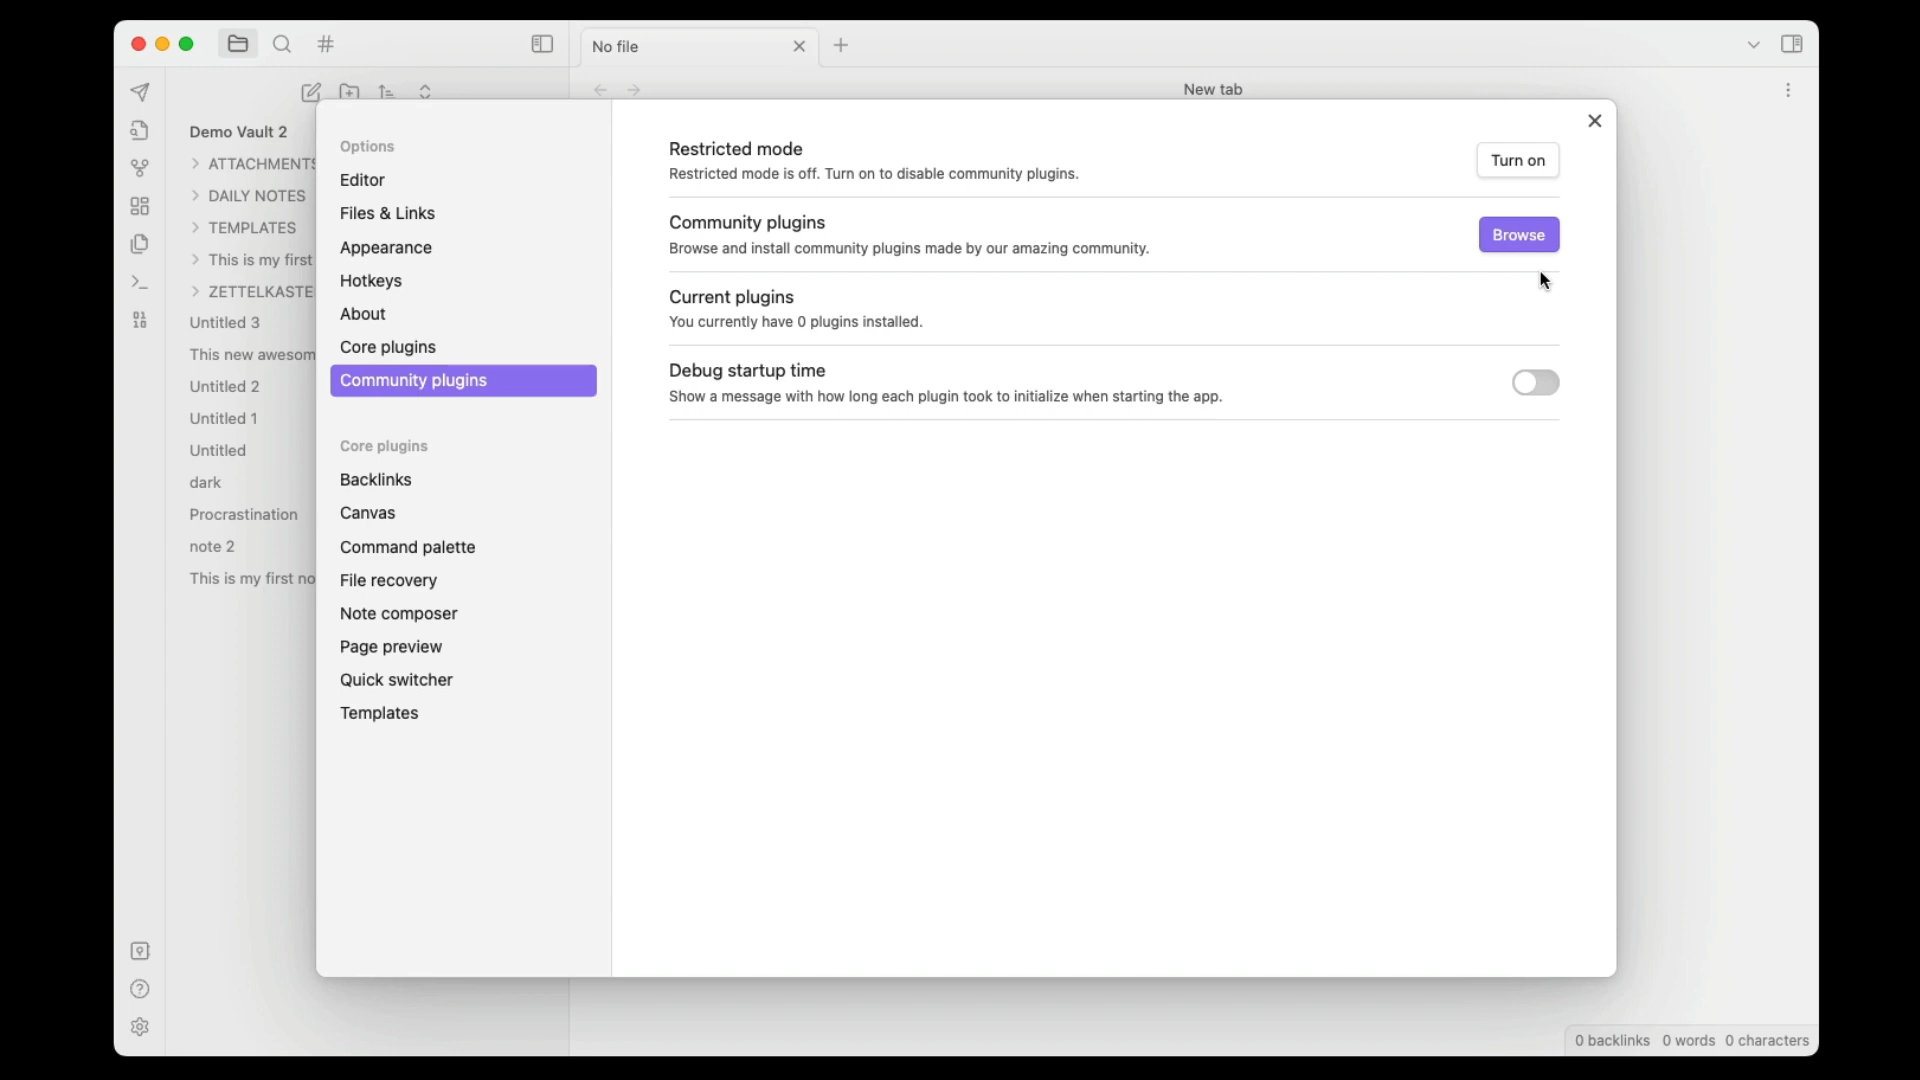 No file
New tab
Demo Vault 2
ATTACHMENTS
DAILY NOTES
TEMPLATES
This is my first
ZETTELKASTE
Untitled 3
This new awesom
Untitled 2
Untitled 1
Untitled
dark
Procrastination
note 2
This is my first no
Options
Editor
Files & Links
Appearance
Hotkeys
About
Core plugins
Community plugins
Core plugins
Backlinks
Canvas
Command palette
File recovery
Note composer
Page preview
Quick switcher
Templates
Restricted mode
Restricted mode is off. Turn on to disable community plugins.
Turn on
Community plugins
Browse and install community plugins made by our amazing community.
Browse
Current plugins
You currently have 0 plugins installed.
Debug startup time
Show a message with how long each plugin took to initialize when starting the app.
0 backlinks 0 words 0 characters